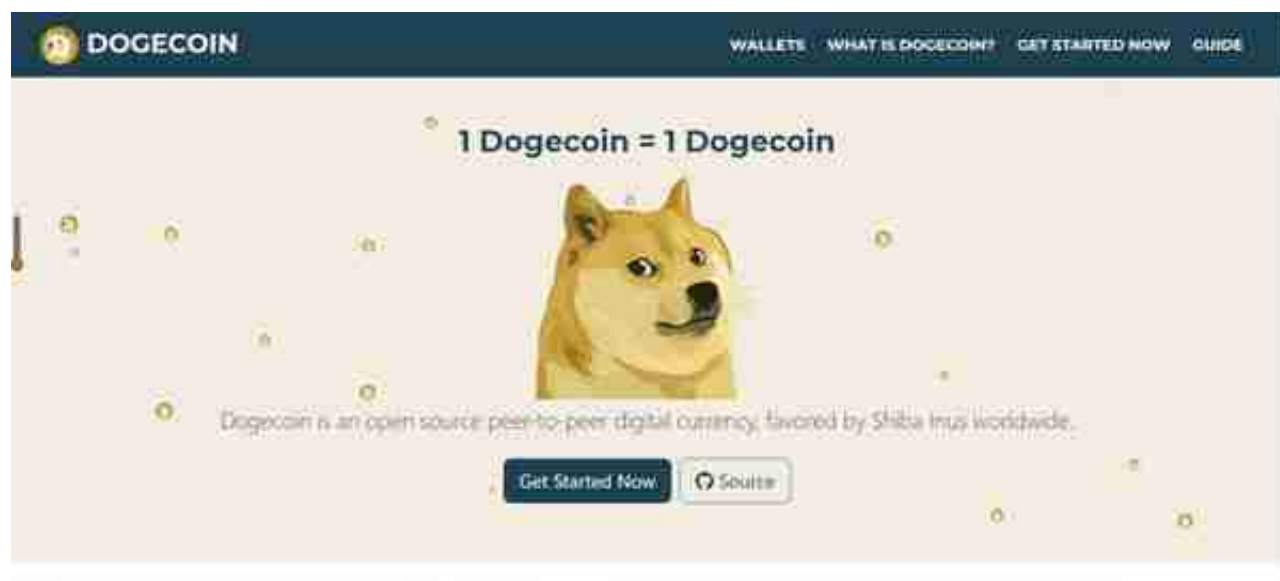 DOGECOIN
WALLETS WHAT IS DOGECOIN? GET STARTED NOW GUIDE
1 Dogecoin = 1 Dogecoin
Dogecoin is an open source peer-to-peer digital currency, favored by Shiba Inus worldwide.
Get Started Now Source